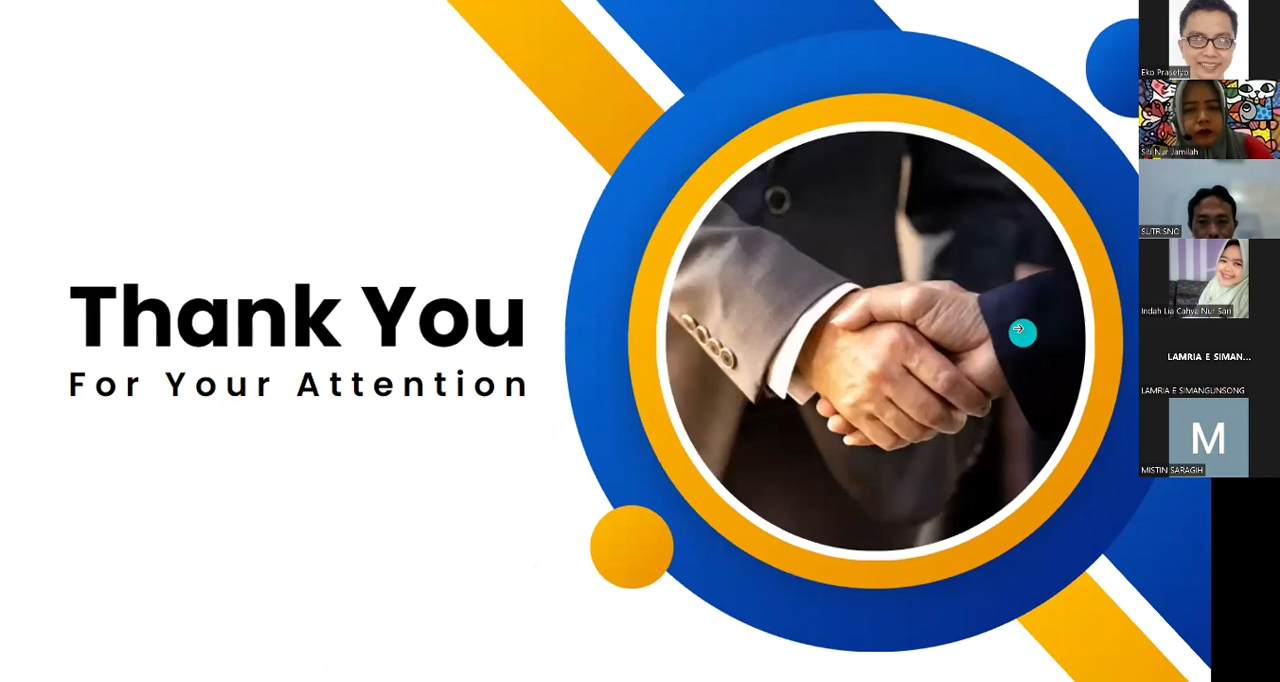 Thank You
For Your Attention
Eko Prasetyo
Siti Nur Jamilah
SUTRISNO
Indah Lia Cahya Nur Sari
LAMRIA E SIMAN...
LAMRIA E SIMANGUNSONG
M
MISTIN SARAGIH